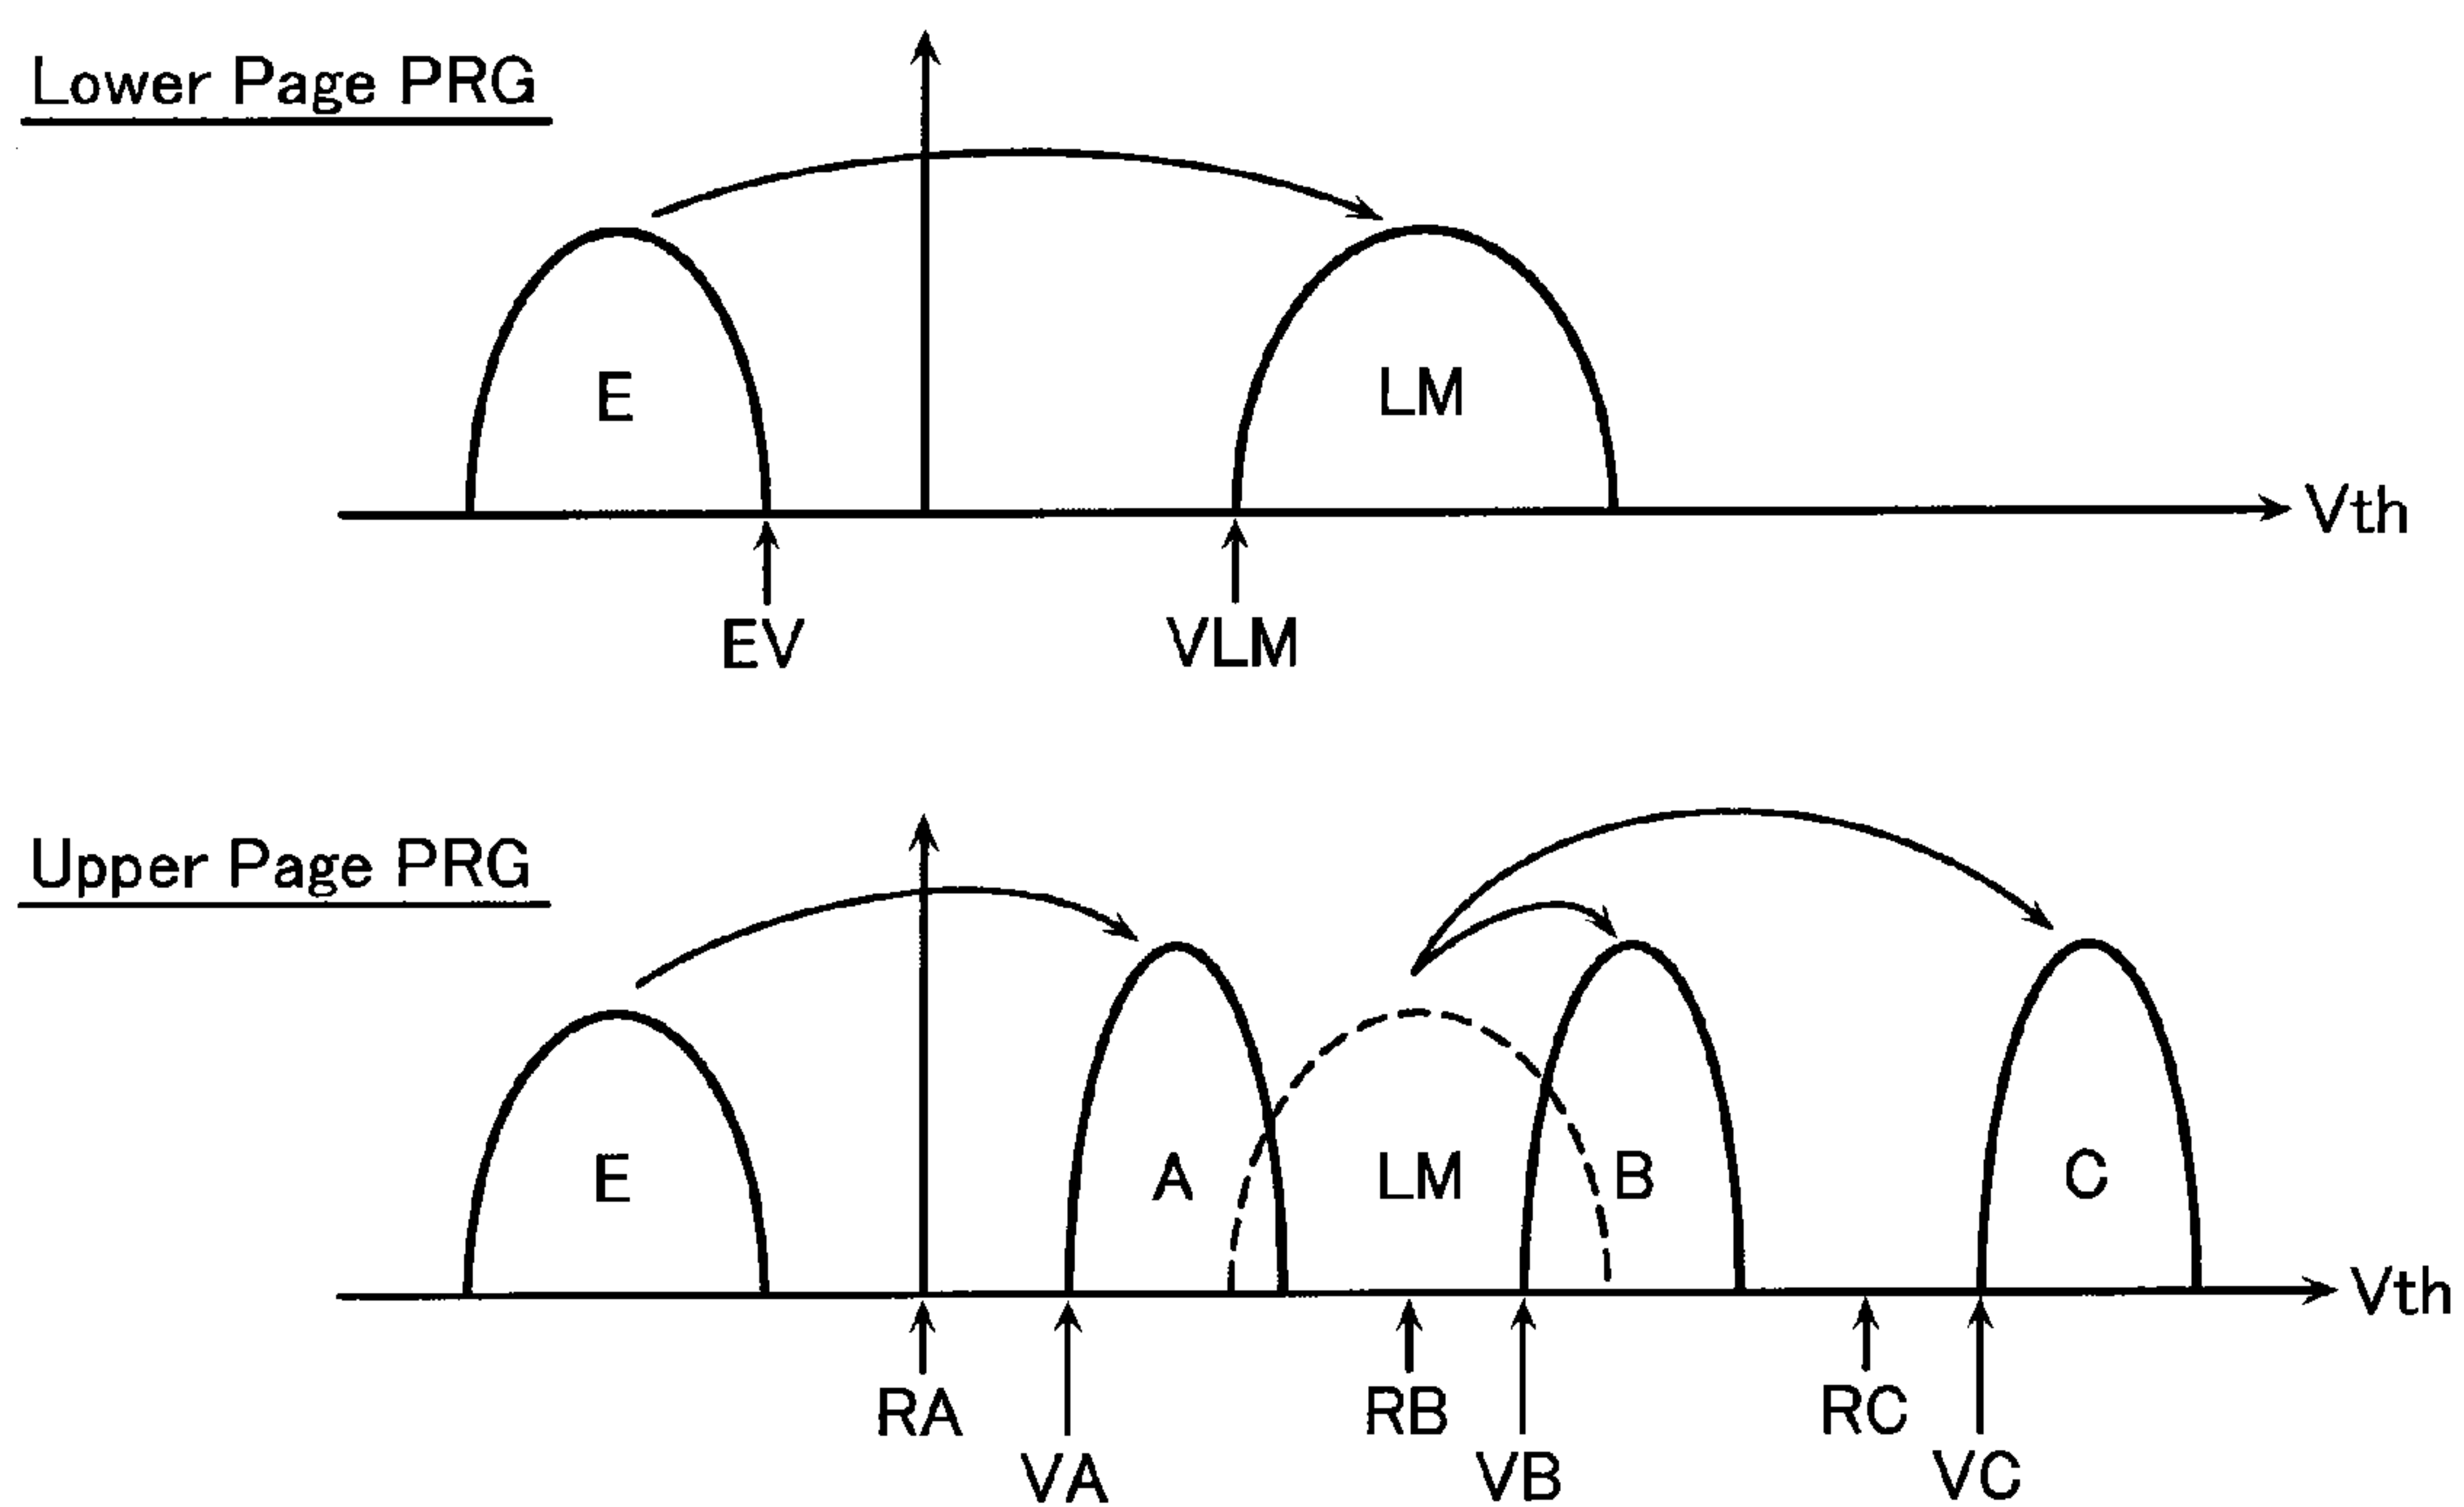 Lower Page PRG
E
LM
Vth
EV
VLM
Upper Page PRG
E
A
LM
B
C
Vth
RA
RB
RC
VA
VB
VC